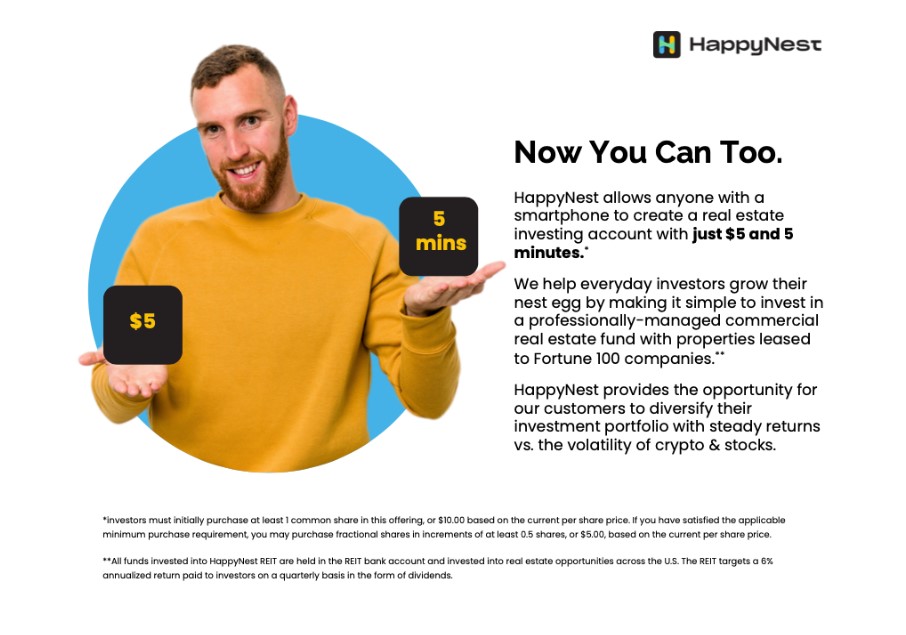 HappyNest
Now You Can Too.
HappyNest allows anyone with a
smartphone to create a real estate
investing account with just $5 and 5
minutes.*
We help everyday investors grow their
nest egg by making it simple to invest in
a professionally-managed commercial
real estate fund with properties leased
to Fortune 100 companies.**
HappyNest provides the opportunity for
our customers to diversify their
investment portfolio with steady returns
vs. the volatility of crypto & stocks.
5
mins
$5
*investors must initially purchase at least 1 common share in this offering, or $10.00 based on the current per share price. If you have satisfied the applicable
minimum purchase requirement, you may purchase fractional shares in increments of at least 0.5 shares, or $5.00, based on the current per share price.
**All funds invested into HappyNest REIT are held in the REIT bank account and invested into real estate opportunities across the U.S. The REIT targets a 6%
annualized return paid to investors on a quarterly basis in the form of dividends.